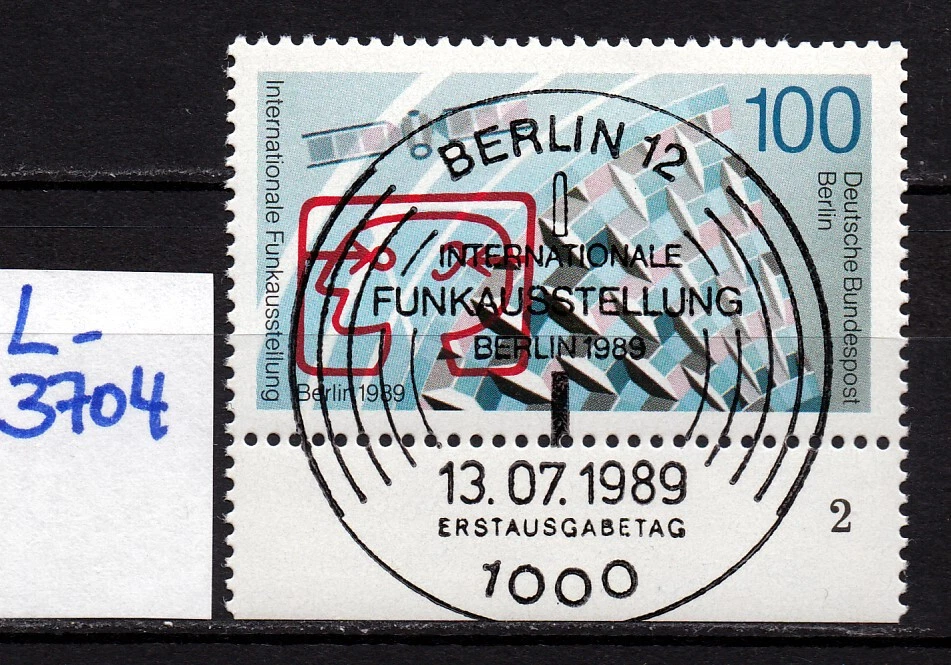 L-
3704
Internationale Funkausstellung
Berlin 1989
100
Deutsche Bundespost
Berlin
BERLIN 12
INTERNATIONALE
FUNKAUSSTELLUNG
BERLIN 1989
13.07.1989
ERSTAUSGABETAG
1000
2